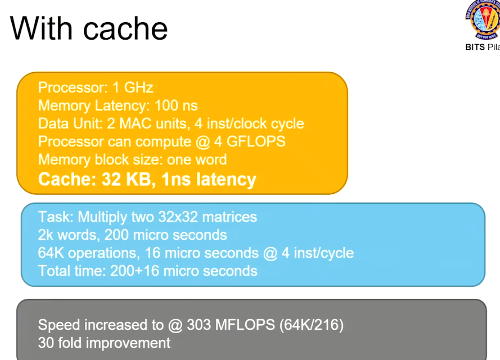 With cache
BITS Pila
Processor: 1 GHz
Memory Latency: 100 ns
Data Unit: 2 MAC units, 4 inst/clock cycle
Processor can compute @ 4 GFLOPS
Memory block size: one word
Cache: 32 KB, 1ns latency
Task: Multiply two 32x32 matrices
2k words, 200 micro seconds
64K operations, 16 micro seconds @ 4 inst/cycle
Total time: 200+16 micro seconds
Speed increased to @ 303 MFLOPS (64K/216)
30 fold improvement